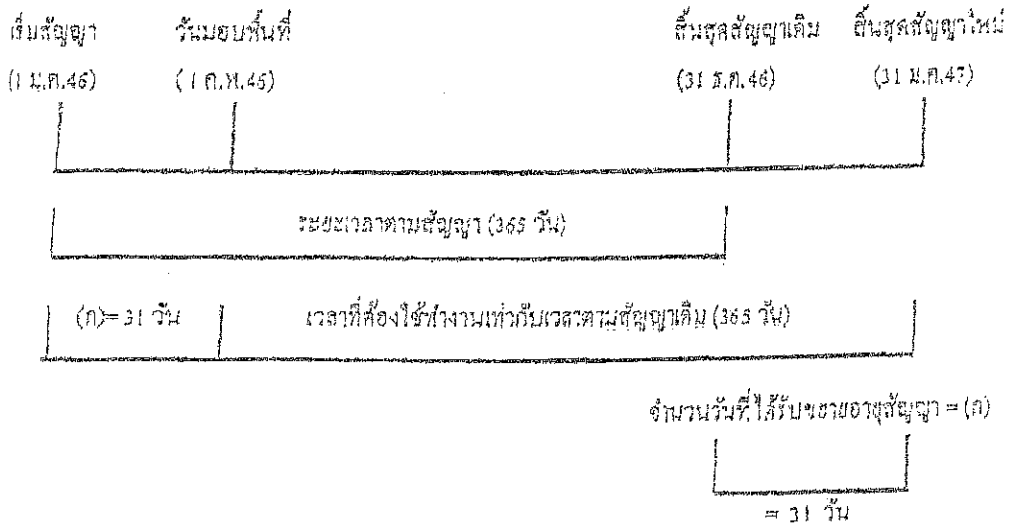 เริ่มสัญญา วันมอบพื้นที่ สิ้นสุดสัญญาเดิม สิ้นสุดสัญญาใหม่
(1 ม.ค.46) (1 ก.พ.46) (31 ธ.ค.46) (31 ม.ค.47)
ระยะเวลาตามสัญญา (365 วัน)
(ก)= 31 วัน เวลาที่ต้องใช้ทำงานเท่ากับเวลาตามสัญญาเดิม (365 วัน)
จำนวนวันที่ได้รับขยายอายุสัญญา = (ก)
= 31 วัน